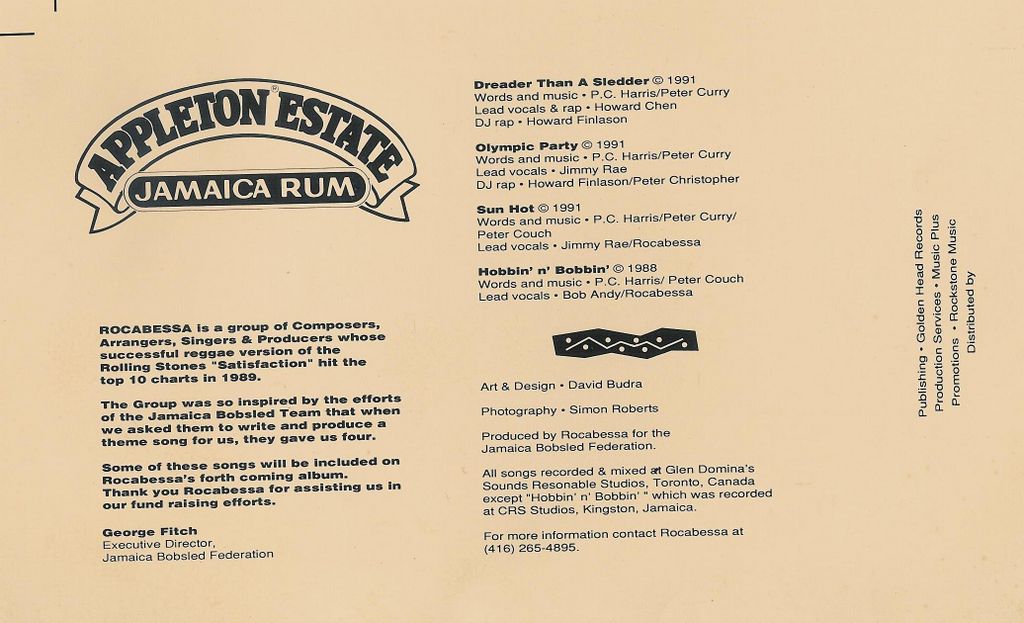 APPLETON ESTATE
®
JAMAICA RUM
ROCABESSA is a group of Composers,
Arrangers, Singers & Producers whose
successful reggae version of the
Rolling Stones "Satisfaction" hit the
top 10 charts in 1989.
The Group was so inspired by the efforts
of the Jamaica Bobsled Team that when
we asked them to write and produce a
theme song for us, they gave us four.
Some of these songs will be included on
Rocabessa's forth coming album.
Thank you Rocabessa for assisting us in
our fund raising efforts.
George Fitch
Executive Director,
Jamaica Bobsled Federation
Dreader Than A Sledder © 1991
Words and music • P.C. Harris/Peter Curry
Lead vocals & rap • Howard Chen
DJ rap • Howard Finlason
Olympic Party © 1991
Words and music • P.C. Harris/Peter Curry
Lead vocals • Jimmy Rae
DJ rap • Howard Finlason/Peter Christopher
Sun Hot © 1991
Words and music • P.C. Harris/Peter Curry/
Peter Couch
Lead vocals • Jimmy Rae/Rocabessa
Hobbin' n' Bobbin' © 1988
Words and music • P.C. Harris/ Peter Couch
Lead vocals • Bob Andy/Rocabessa
Art & Design • David Budra
Photography • Simon Roberts
Produced by Rocabessa for the
Jamaica Bobsled Federation.
All songs recorded & mixed at Glen Domina's
Sounds Resonable Studios, Toronto, Canada
except "Hobbin' n' Bobbin' " which was recorded
at CRS Studios, Kingston, Jamaica.
For more information contact Rocabessa at
(416) 265-4895.
Publishing • Golden Head Records
Production Services • Music Plus
Promotions • Rockstone Music
Distributed by